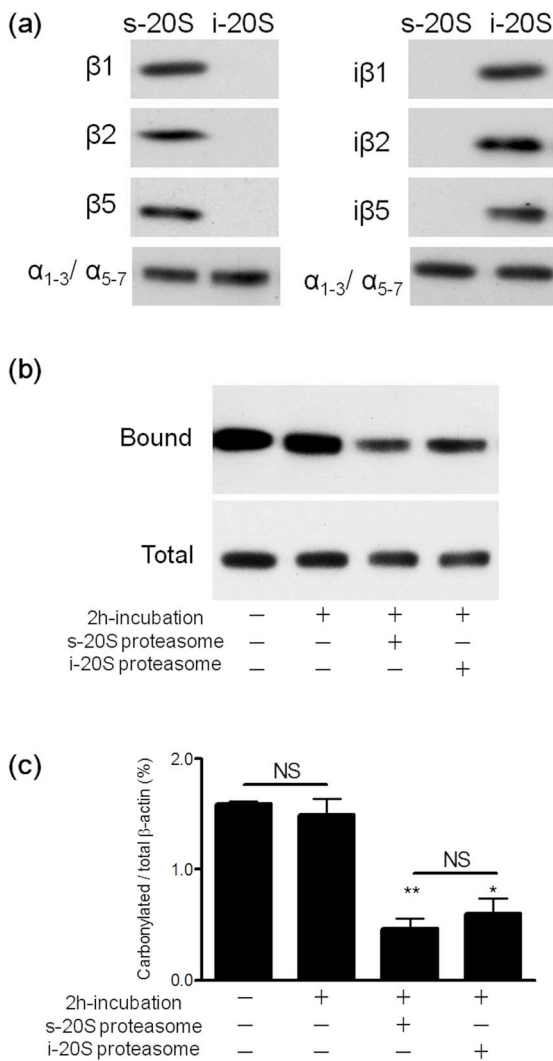 (a)
s-20S i-20S s-20S i-20S
β1 iβ1
β2 iβ2
β5 iβ5
α1-3/ α5-7 α1-3/ α5-7
(b)
Bound
Total
2h-incubation – + + +
s-20S proteasome – – + –
i-20S proteasome – – – +
(c)
Carbonylated / total β-actin (%)
2.0
NS
NS
1.0
** *
0.0
2h-incubation – + + +
s-20S proteasome – – + –
i-20S proteasome – – – +